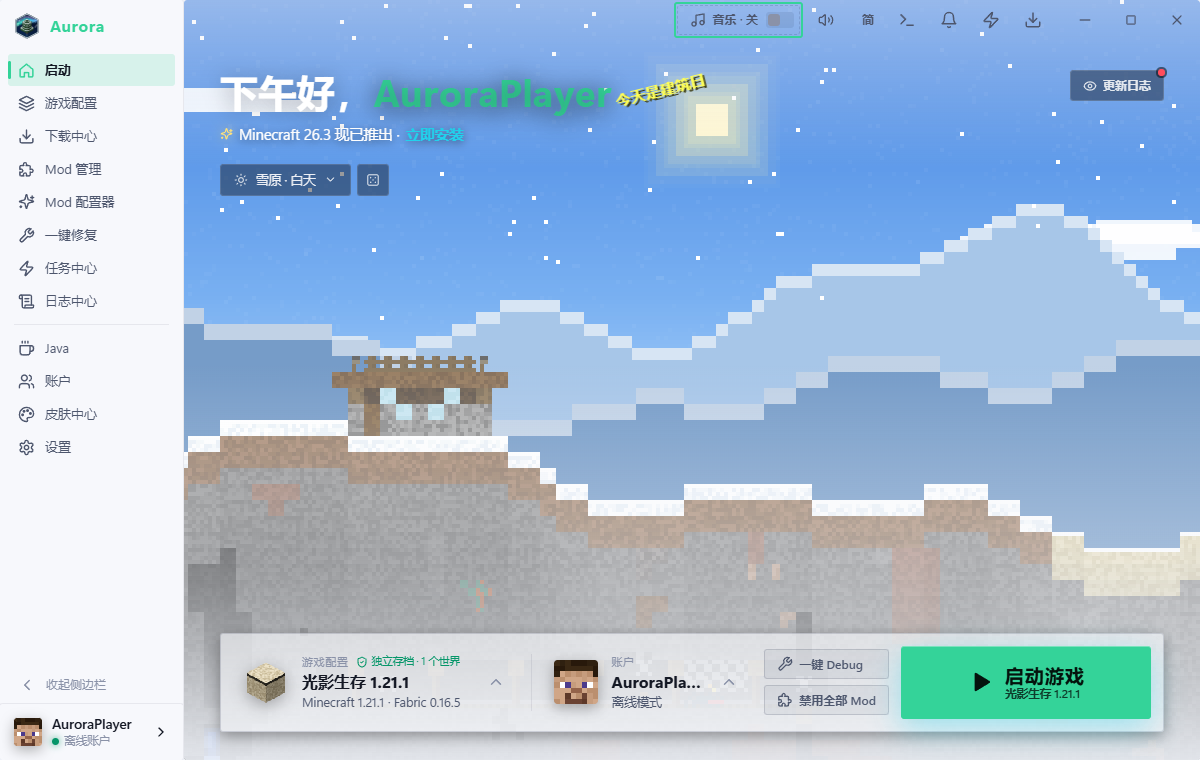 Aurora
音乐·关
简
启动
游戏配置
下载中心
Mod 管理
Mod 配置器
一键修复
任务中心
日志中心
Java
账户
皮肤中心
设置
收起侧边栏
AuroraPlayer
离线账户
下午好，AuroraPlayer
今天是建筑日
Minecraft 26.3 现已推出 · 立即安装
雪原 · 白天
更新日志
游戏配置 独立存档 · 1 个世界
光影生存 1.21.1
Minecraft 1.21.1 · Fabric 0.16.5
账户
AuroraPla...
离线模式
一键 Debug
禁用全部 Mod
启动游戏
光影生存 1.21.1